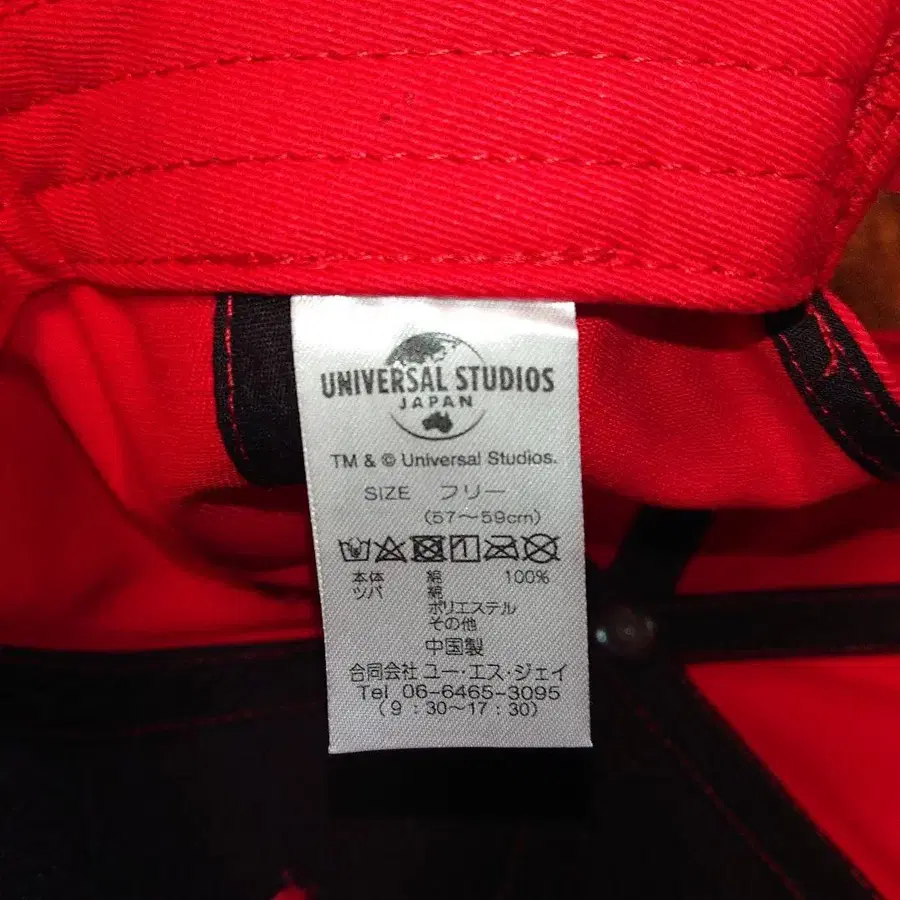 UNIVERSAL STUDIOS
JAPAN
TM & © Universal Studios.
SIZE フリー
(57〜59cm)
本体 綿 100%
ツバ 綿
ポリエステル
その他
中国製
合同会社 ユー・エス・ジェイ
Tel 06-6465-3095
(9:30〜17:30)